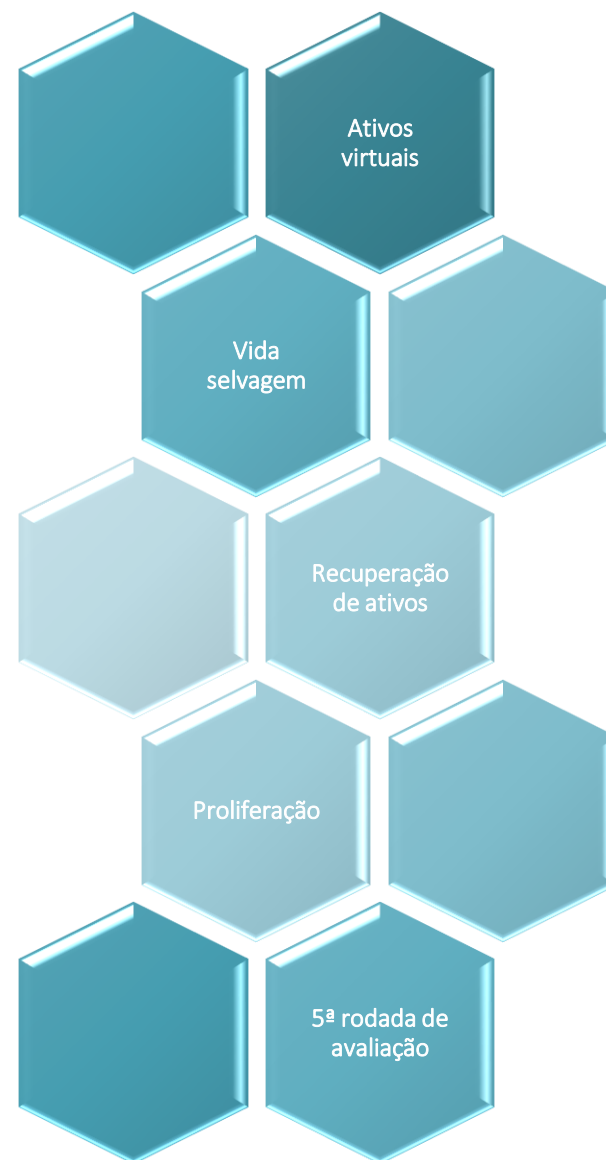 Ativos
virtuais
Vida
selvagem
Recuperação
de ativos
Proliferação
5ª rodada de
avaliação